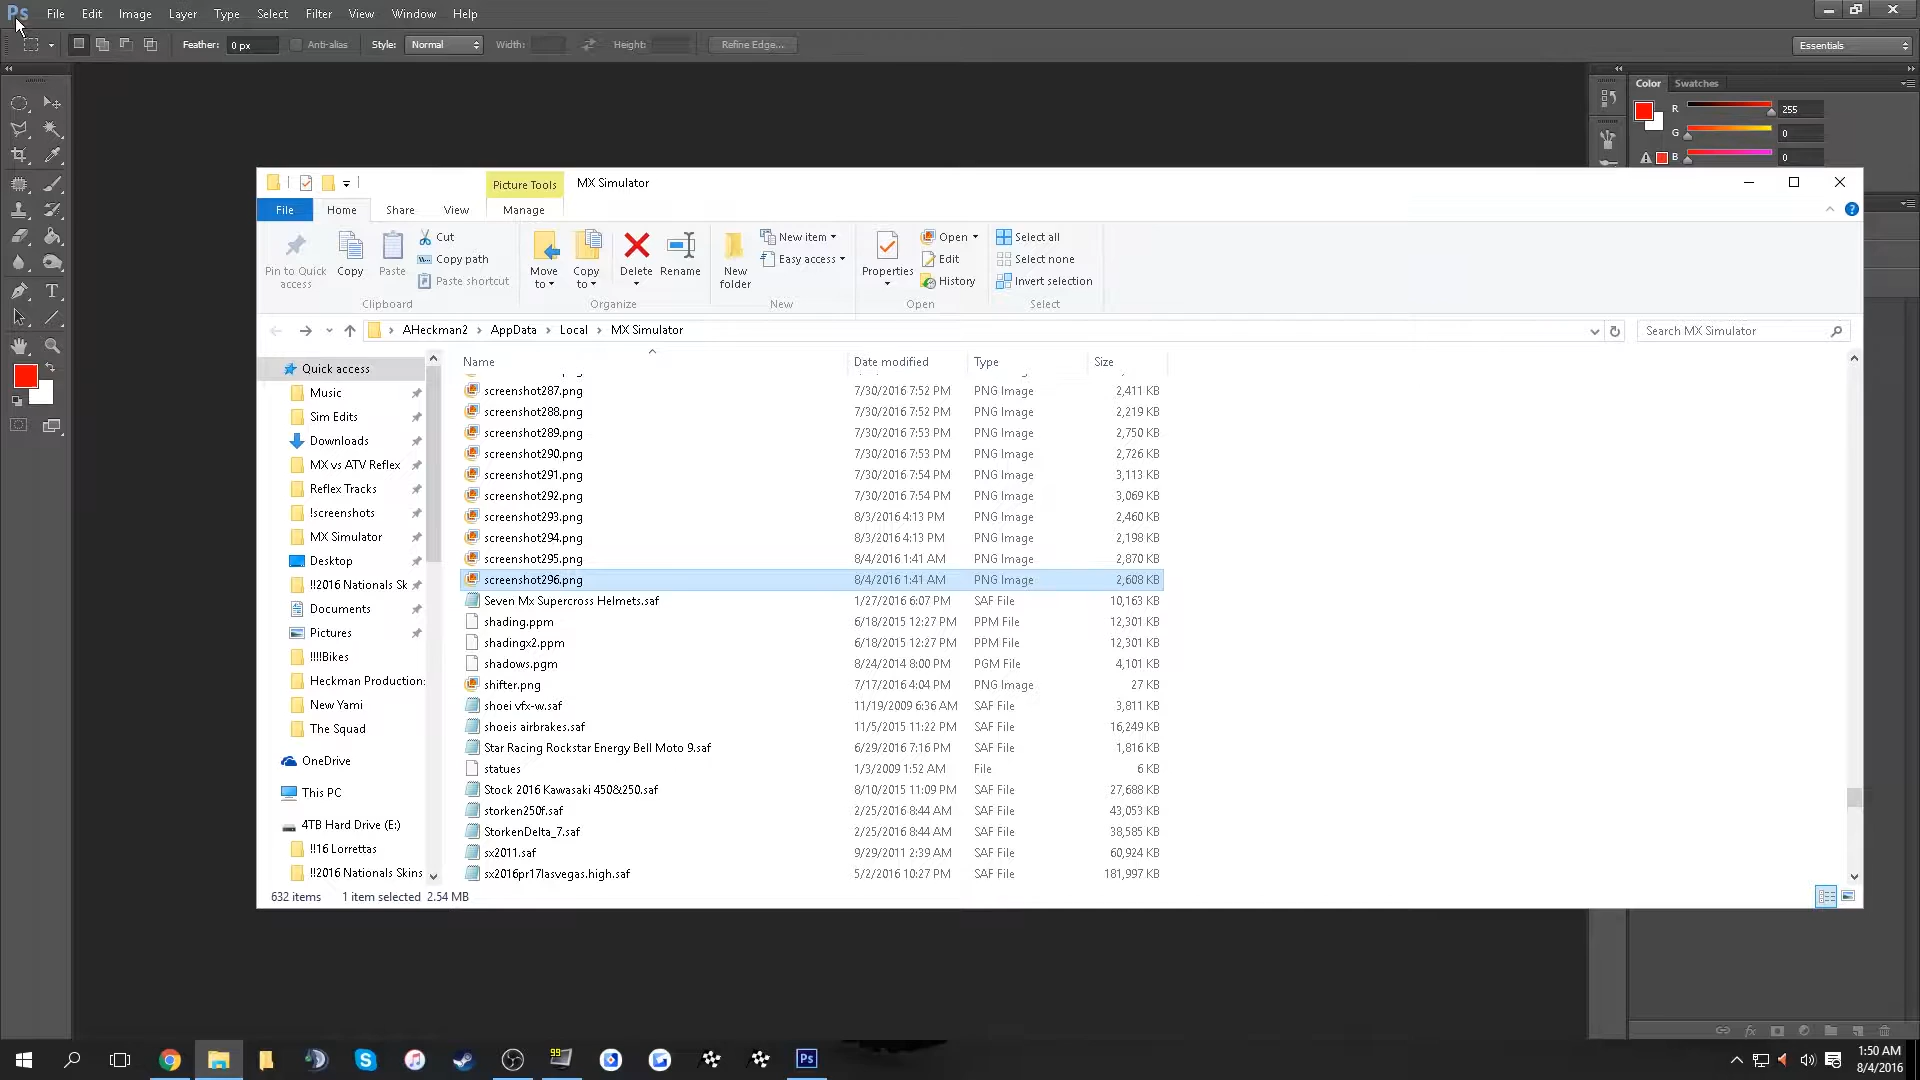 Ps File Edit Image Layer Type Select Filter View Window Help
Feather: 0 px Anti-alias Style: Normal Width: Height: Refine Edge... Essentials
Color Swatches
R 255
G 0
B 0
Picture Tools MX Simulator
File Home Share View Manage
Pin to Quick access
Copy
Paste
Cut
Copy path
Paste shortcut
Clipboard
Move to
Copy to
Delete
Rename
Organize
New folder
New item
Easy access
New
Properties
Open
Edit
History
Open
Select all
Select none
Invert selection
Select
AHeckman2 > AppData > Local > MX Simulator
Search MX Simulator
Quick access
Music
Sim Edits
Downloads
MX vs ATV Reflex
Reflex Tracks
!screenshots
MX Simulator
Desktop
!!2016 Nationals Sk
Documents
Pictures
!!!!Bikes
Heckman Production:
New Yami
The Squad
OneDrive
This PC
4TB Hard Drive (E:)
!!16 Lorrettas
!!2016 Nationals Skins
Name Date modified Type Size
screenshot287.png 7/30/2016 7:52 PM PNG Image 2,411 KB
screenshot288.png 7/30/2016 7:52 PM PNG Image 2,219 KB
screenshot289.png 7/30/2016 7:53 PM PNG Image 2,750 KB
screenshot290.png 7/30/2016 7:53 PM PNG Image 2,726 KB
screenshot291.png 7/30/2016 7:54 PM PNG Image 3,113 KB
screenshot292.png 7/30/2016 7:54 PM PNG Image 3,069 KB
screenshot293.png 8/3/2016 4:13 PM PNG Image 2,460 KB
screenshot294.png 8/3/2016 4:13 PM PNG Image 2,198 KB
screenshot295.png 8/4/2016 1:41 AM PNG Image 2,870 KB
screenshot296.png 8/4/2016 1:41 AM PNG Image 2,608 KB
Seven Mx Supercross Helmets.saf 1/27/2016 6:07 PM SAF File 10,163 KB
shading.ppm 6/18/2015 12:27 PM PPM File 12,301 KB
shadingx2.ppm 6/18/2015 12:27 PM PPM File 12,301 KB
shadows.pgm 8/24/2014 8:00 PM PGM File 4,101 KB
shifter.png 7/17/2016 4:04 PM PNG Image 27 KB
shoei vfx-w.saf 11/19/2009 6:36 AM SAF File 3,811 KB
shoeis airbrakes.saf 11/5/2015 11:22 PM SAF File 16,249 KB
Star Racing Rockstar Energy Bell Moto 9.saf 6/29/2016 7:16 PM SAF File 1,816 KB
statues 1/3/2009 1:52 AM File 6 KB
Stock 2016 Kawasaki 450&250.saf 8/10/2015 11:09 PM SAF File 27,688 KB
storken250f.saf 2/25/2016 8:44 AM SAF File 43,053 KB
StorkenDelta_7.saf 2/25/2016 8:44 AM SAF File 38,585 KB
sx2011.saf 9/29/2011 2:39 AM SAF File 60,924 KB
sx2016pr17lasvegas.high.saf 5/2/2016 10:27 PM SAF File 181,997 KB
632 items 1 item selected 2.54 MB
99
Ps
1:50 AM
8/4/2016